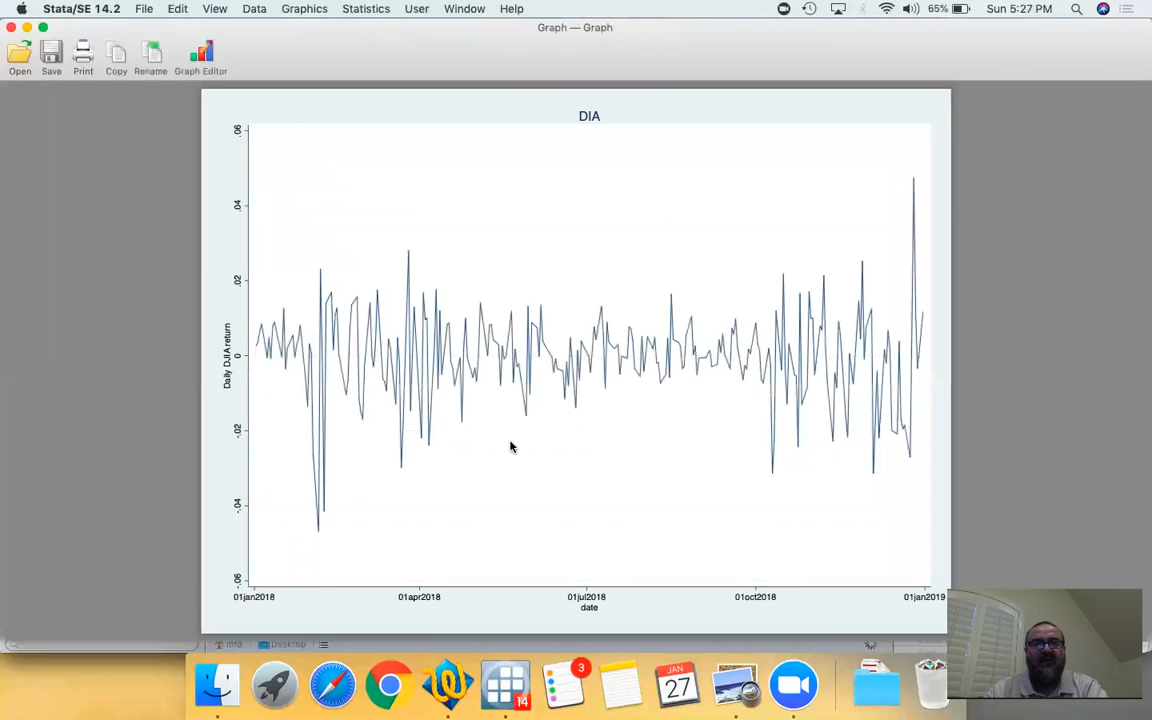 Stata/SE 14.2 File Edit View Data Graphics Statistics User Window Help 65% Sun 5:27 PM
Graph — Graph
Open Save Print Copy Rename Graph Editor
DIA
.06
.04
.02
0
-.02
-.04
-.06
Daily DJIA return
01jan2018 01apr2018 01jul2018 01oct2018 01jan2019
date
mfd Desktop
3
JAN
27
14